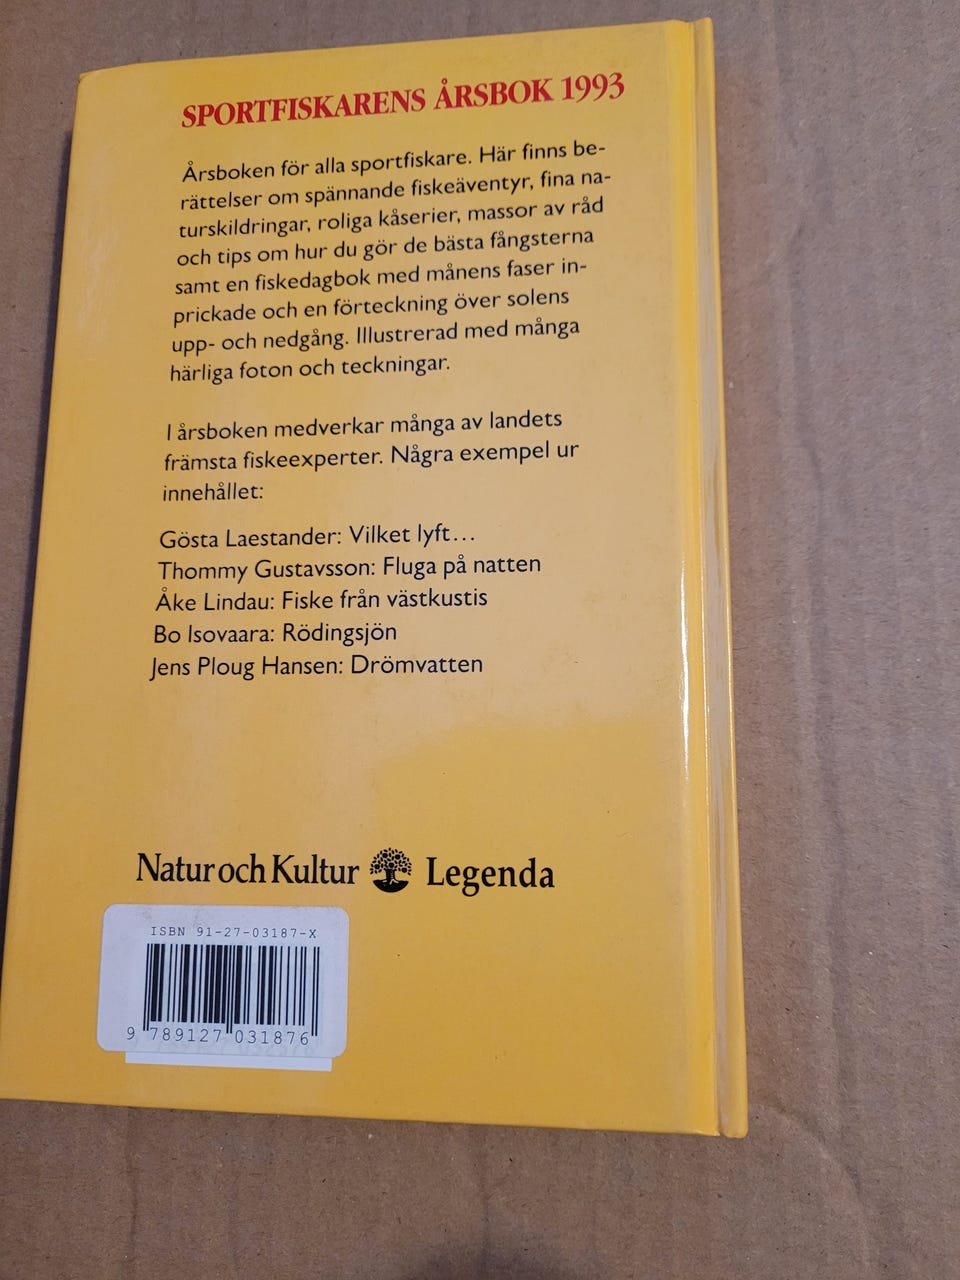 SPORTFISKARENS ÅRSBOK 1993
Årsboken för alla sportfiskare. Här finns be-
rättelser om spännande fiskeäventyr, fina na-
turskildringar, roliga kåserier, massor av råd
och tips om hur du gör de bästa fångsterna
samt en fiskedagbok med månens faser in-
prickade och en förteckning över solens
upp- och nedgång. Illustrerad med många
härliga foton och teckningar.
I årsboken medverkar många av landets
främsta fiskeexperter. Några exempel ur
innehållet:
Gösta Laestander: Vilket lyft...
Thommy Gustavsson: Fluga på natten
Åke Lindau: Fiske från västkustis
Bo Isovaara: Rödingsjön
Jens Ploug Hansen: Drömvatten
Natur och Kultur Legenda
ISBN 91-27-03187-X
9 789127 031876